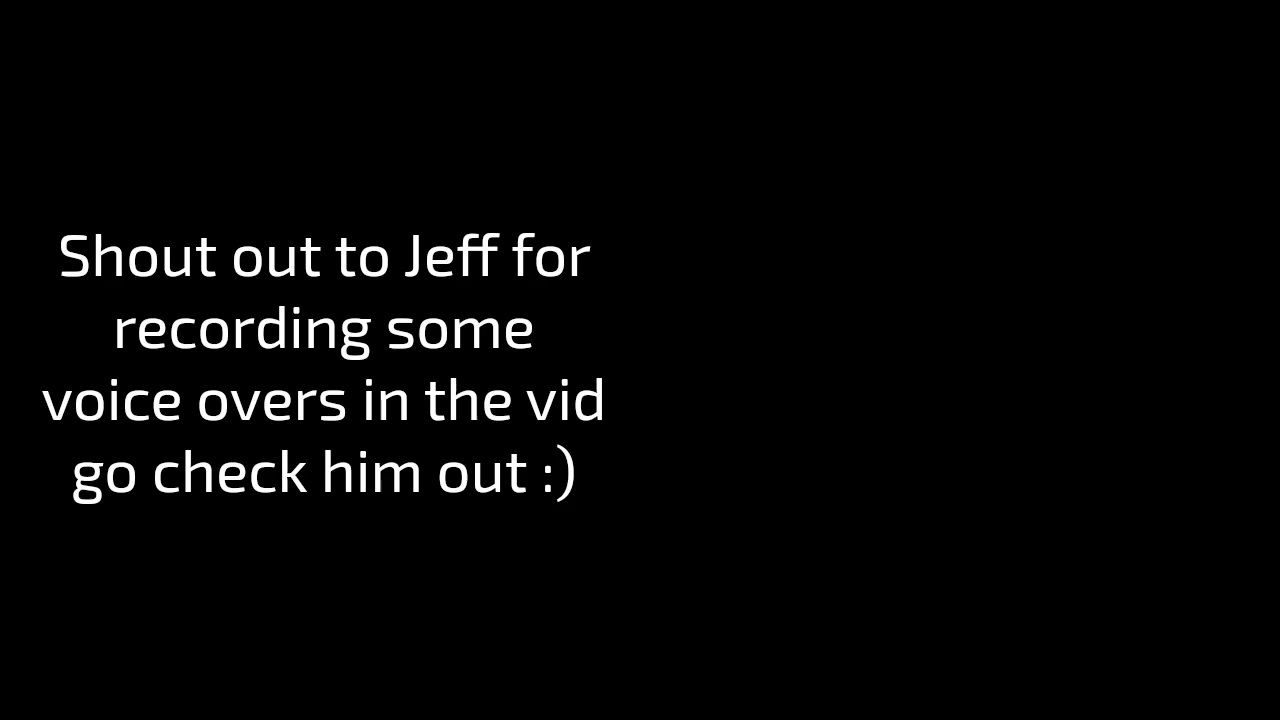 Shout out to Jeff for
recording some
voice overs in the vid
go check him out :)